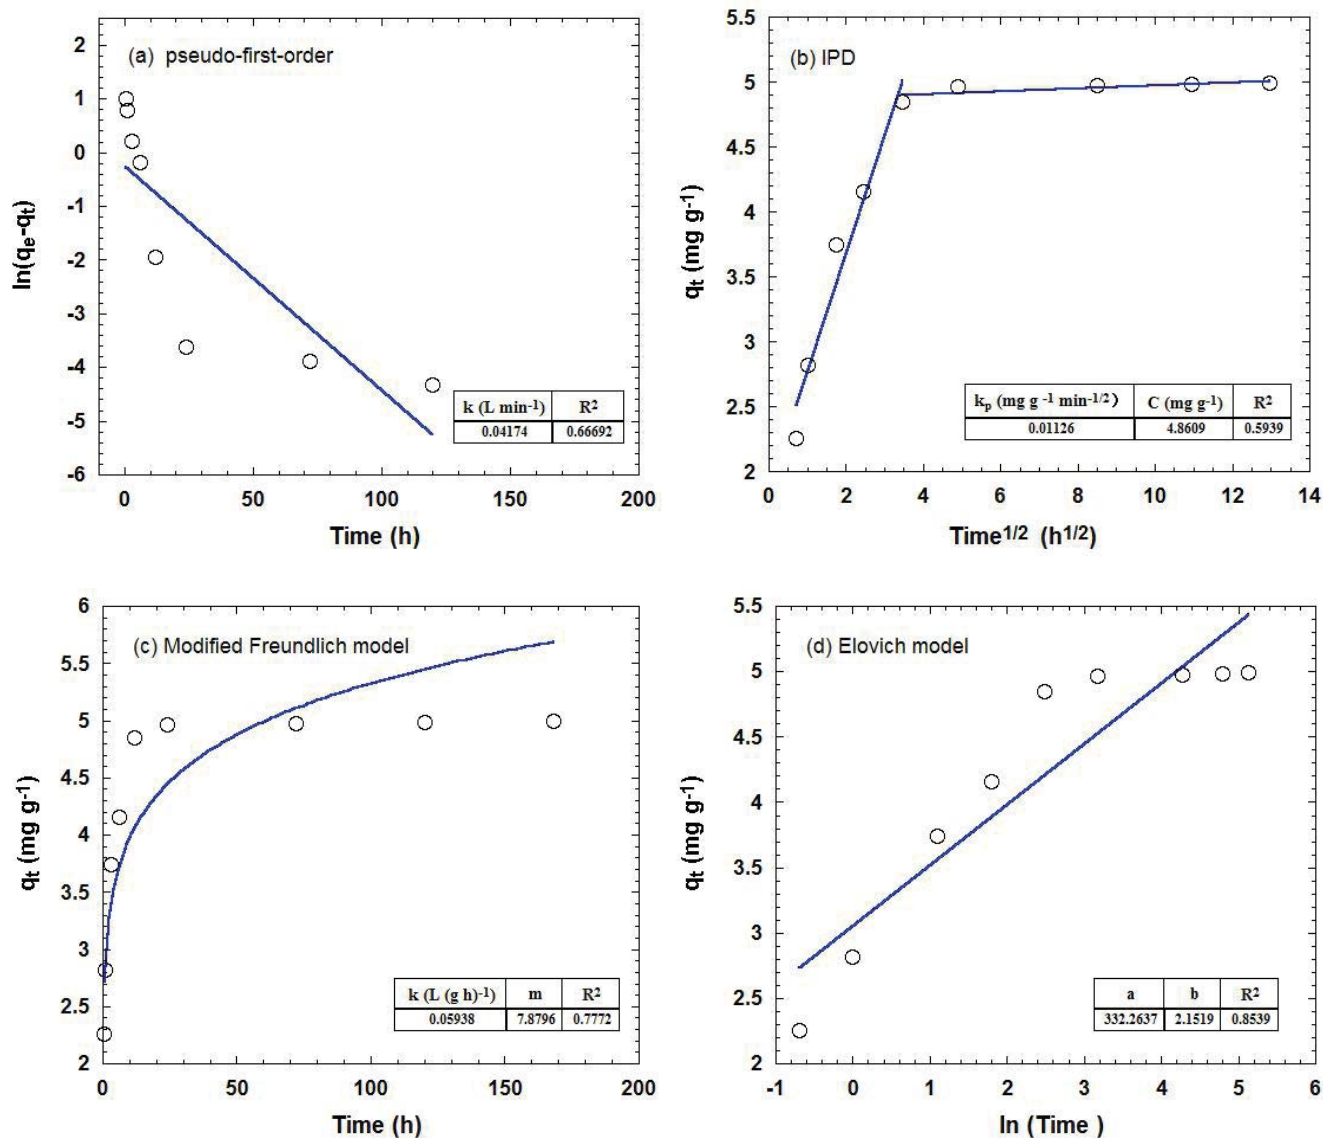 (a) pseudo-first-order
2
1
0
-1
-2
-3
-4
-5
-6
ln(qe-qt)
k (L min-1) R2
0.04174 0.66692
0 50 100 150 200
Time (h)
(b) IPD
5.5
5
4.5
4
3.5
3
2.5
2
qt (mg g-1)
kp (mg g -1 min-1/2) C (mg g-1) R2
0.01126 4.8609 0.5939
0 2 4 6 8 10 12 14
Time1/2 (h1/2)
(c) Modified Freundlich model
6
5.5
5
4.5
4
3.5
3
2.5
2
qt (mg g-1)
k (L (g h)-1) m R2
0.05938 7.8796 0.7772
0 50 100 150 200
Time (h)
(d) Elovich model
5.5
5
4.5
4
3.5
3
2.5
2
qt (mg g-1)
a b R2
332.2637 2.1519 0.8539
-1 0 1 2 3 4 5 6
ln (Time )